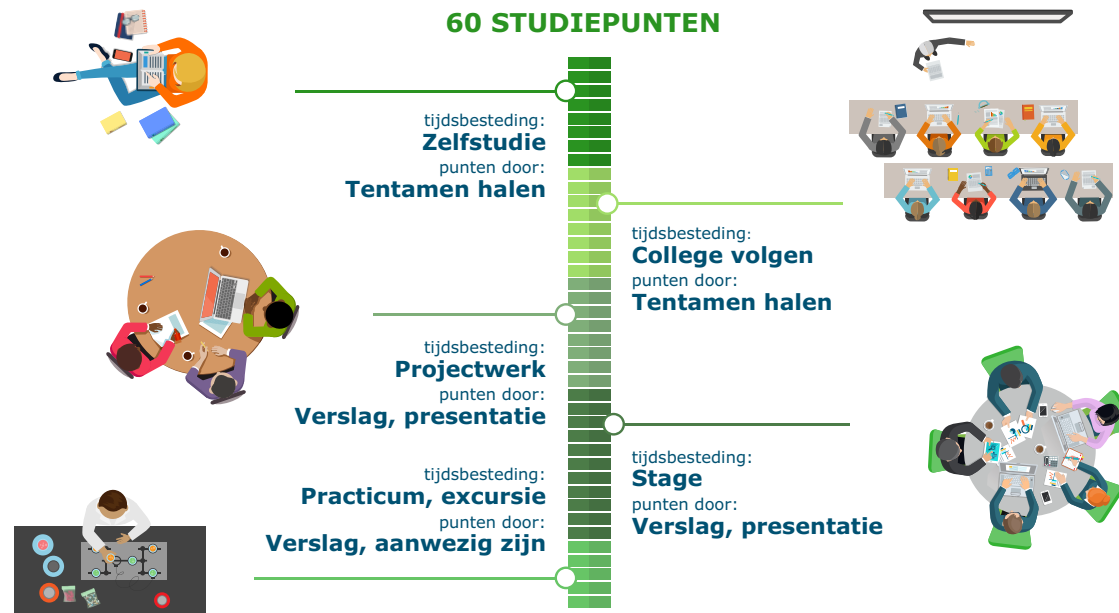 60 STUDIEPUNTEN
tijdsbesteding:
Zelfstudie
punten door:
Tentamen halen
tijdsbesteding:
College volgen
punten door:
Tentamen halen
tijdsbesteding:
Projectwerk
punten door:
Verslag, presentatie
tijdsbesteding:
Stage
punten door:
Verslag, presentatie
tijdsbesteding:
Practicum, excursie
punten door:
Verslag, aanwezig zijn